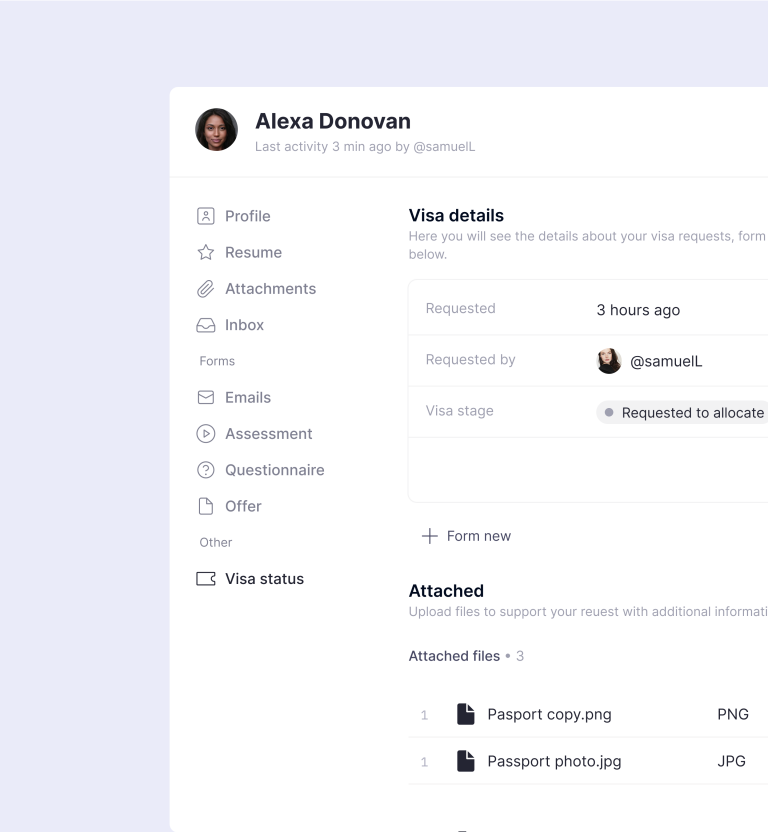 Alexa Donovan
Last activity 3 min ago by @samuelL
Profile
Resume
Attachments
Inbox
Forms
Emails
Assessment
Questionnaire
Offer
Other
Visa status
Visa details
Here you will see the details about your visa requests, form
below.
Requested 3 hours ago
Requested by @samuelL
Visa stage Requested to allocate
Form new
Attached
Upload files to support your reuest with additional informati
Attached files • 3
1 Pasport copy.png PNG
1 Passport photo.jpg JPG